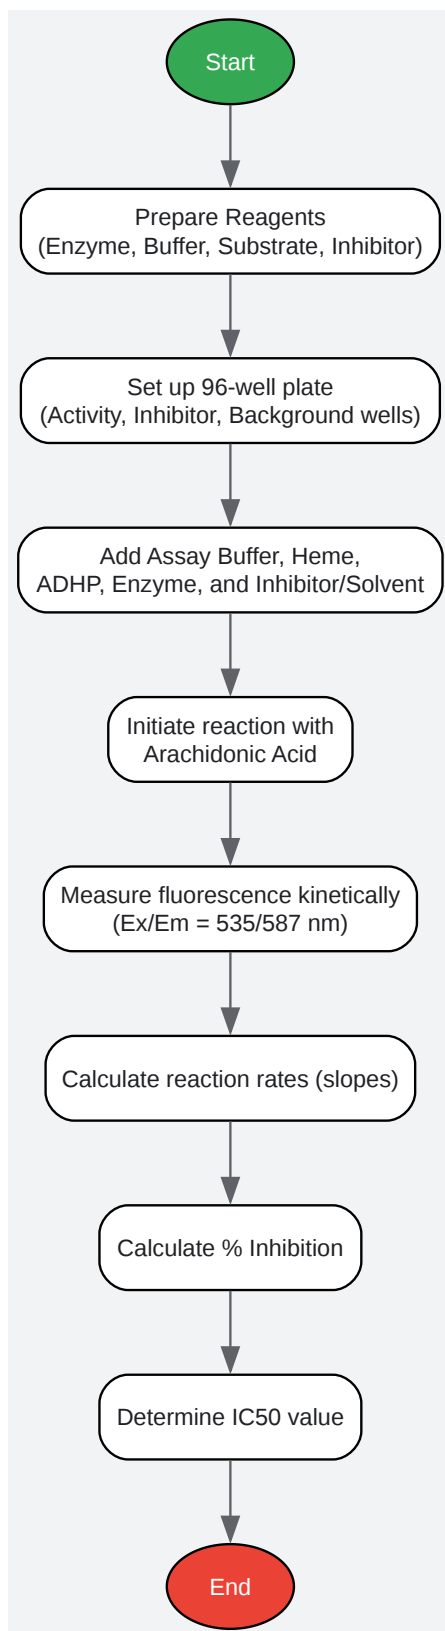 Start
Prepare Reagents
(Enzyme, Buffer, Substrate, Inhibitor)
Set up 96-well plate
(Activity, Inhibitor, Background wells)
Add Assay Buffer, Heme,
ADHP, Enzyme, and Inhibitor/Solvent
Initiate reaction with
Arachidonic Acid
Measure fluorescence kinetically
(Ex/Em = 535/587 nm)
Calculate reaction rates (slopes)
Calculate % Inhibition
Determine IC50 value
End